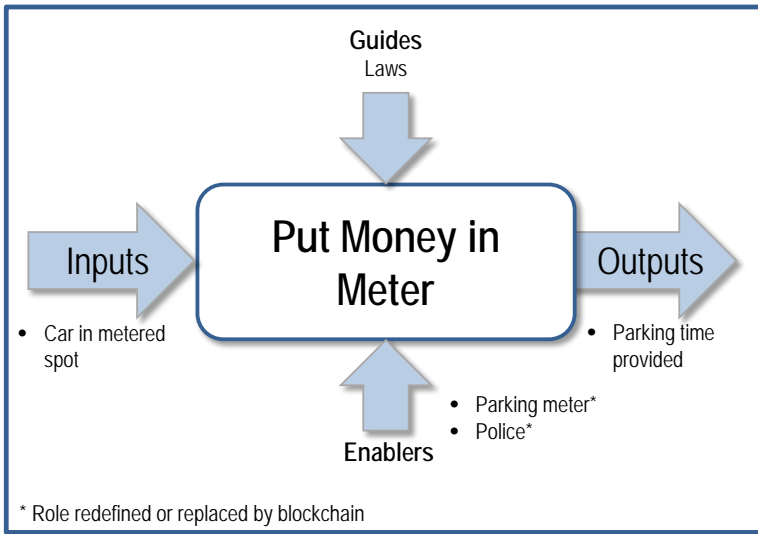 Guides
Laws
Put Money in
Meter
Inputs
Outputs
• Car in metered
spot
• Parking time
provided
• Parking meter*
• Police*
Enablers
* Role redefined or replaced by blockchain